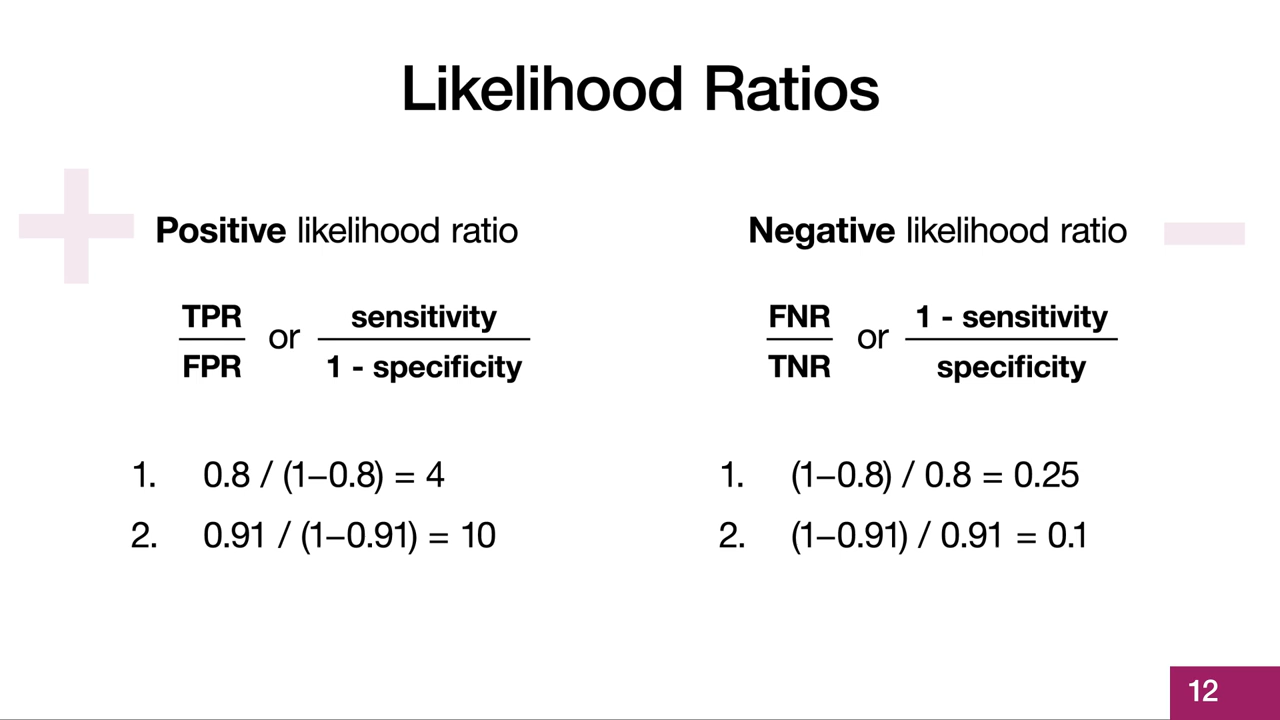 Likelihood Ratios
Positive likelihood ratio
TPR
FPR
or
sensitivity
1 - specificity
1. 0.8 / (1–0.8) = 4
2. 0.91 / (1–0.91) = 10
Negative likelihood ratio
FNR
TNR
or
1 - sensitivity
specificity
1. (1–0.8) / 0.8 = 0.25
2. (1–0.91) / 0.91 = 0.1
12